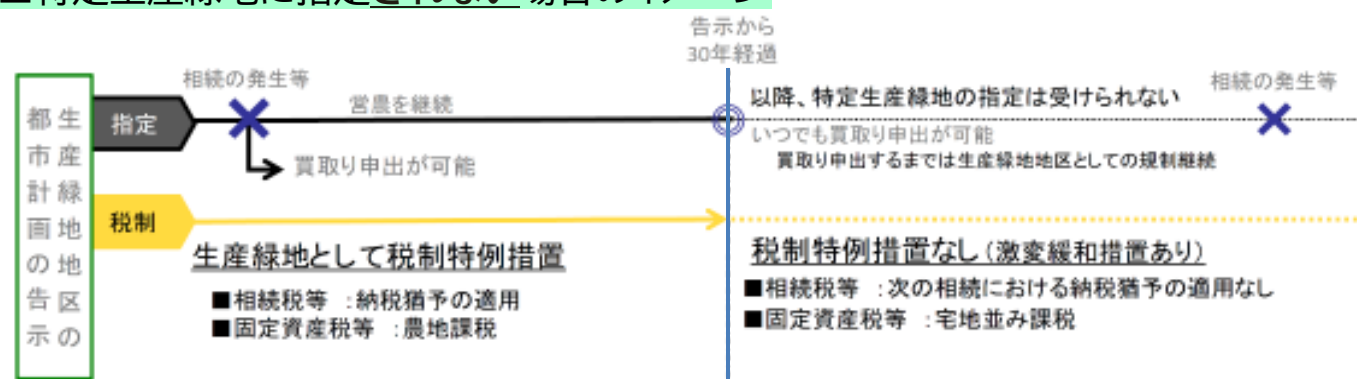 特定生産緑地に指定されない場合のイメージ
告示から
30年経過
相続の発生等
相続の発生等
生産緑地地区の
都市計画の告示
指定
営農を継続
買取り申出が可能
以降、特定生産緑地の指定は受けられない
いつでも買取り申出が可能
買取り申出するまでは生産緑地地区としての規制継続
税制
生産緑地として税制特例措置
■相続税等 :納税猶予の適用
■固定資産税等 :農地課税
税制特例措置なし(激変緩和措置あり)
■相続税等 :次の相続における納税猶予の適用なし
■固定資産税等 :宅地並み課税